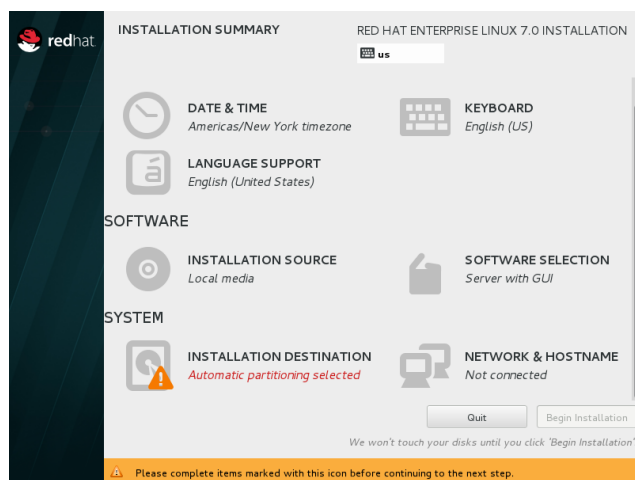 redhat
INSTALLATION SUMMARY
RED HAT ENTERPRISE LINUX 7.0 INSTALLATION
us
DATE & TIME
Americas/New York timezone
KEYBOARD
English (US)
á
LANGUAGE SUPPORT
English (United States)
SOFTWARE
INSTALLATION SOURCE
Local media
SOFTWARE SELECTION
Server with GUI
SYSTEM
INSTALLATION DESTINATION
Automatic partitioning selected
NETWORK & HOSTNAME
Not connected
Quit
Begin Installation
We won't touch your disks until you click 'Begin Installation'
Please complete items marked with this icon before continuing to the next step.